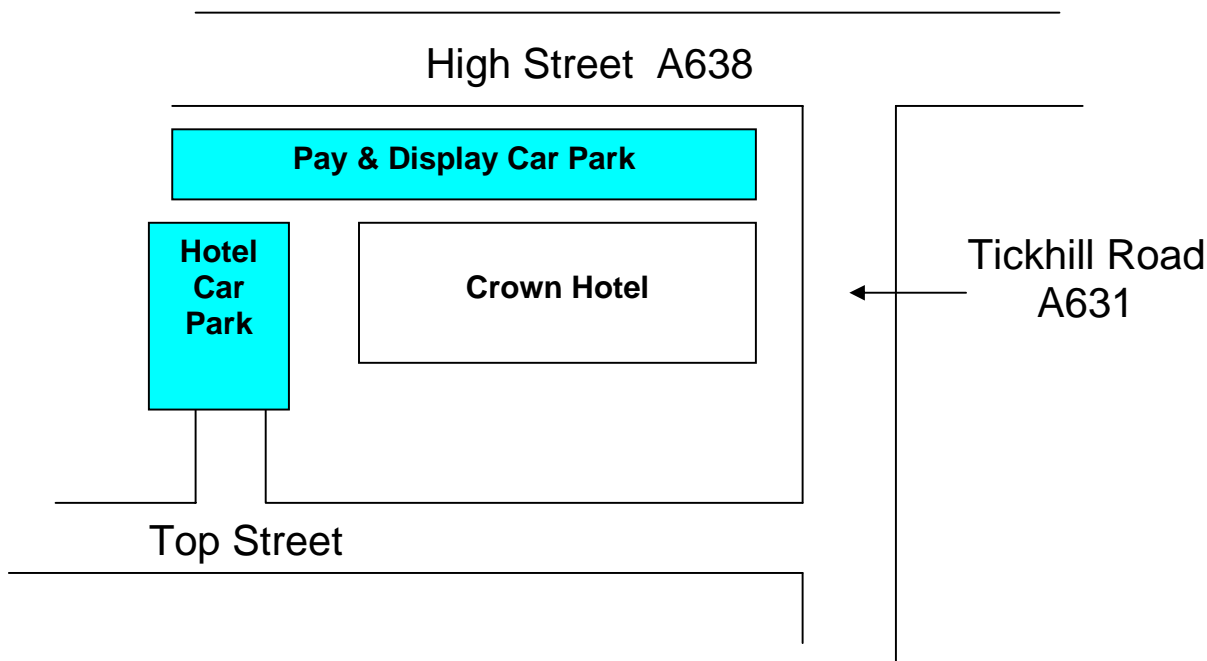 High Street A638
Pay & Display Car Park
Hotel
Car
Park
Crown Hotel
Tickhill Road
A631
Top Street